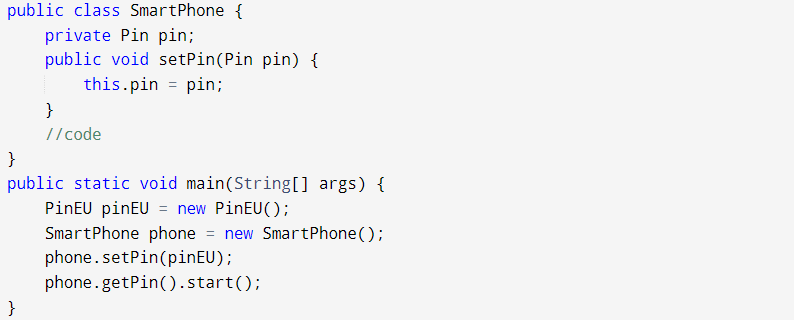 public class SmartPhone {
    private Pin pin;
    public void setPin(Pin pin) {
        this.pin = pin;
    }
    //code
}
public static void main(String[] args) {
    PinEU pinEU = new PinEU();
    SmartPhone phone = new SmartPhone();
    phone.setPin(pinEU);
    phone.getPin().start();
}